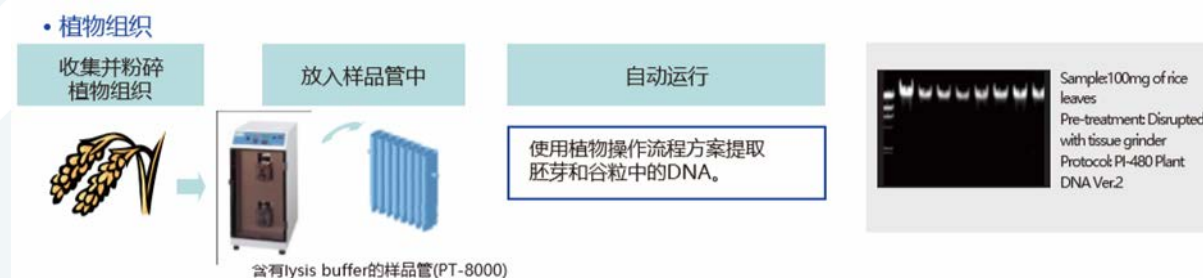 • 植物组织
收集并粉碎
植物组织
放入样品管中
自动运行
使用植物操作流程方案提取
胚芽和谷粒中的DNA。
含有lysis buffer的样品管(PT-8000)
Sample:100mg of rice
leaves
Pre-treatment: Disrupted
with tissue grinder
Protocol: PI-480 Plant
DNA Ver.2